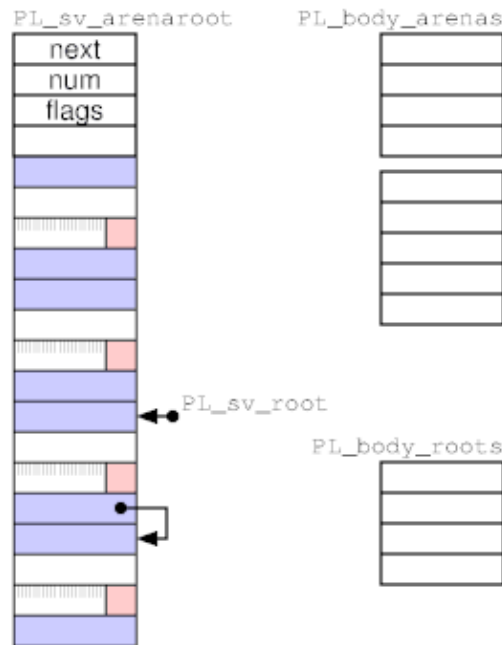 PL_sv_arenaroot
PL_body_arenas
next
num
flags
PL_sv_root
PL_body_roots